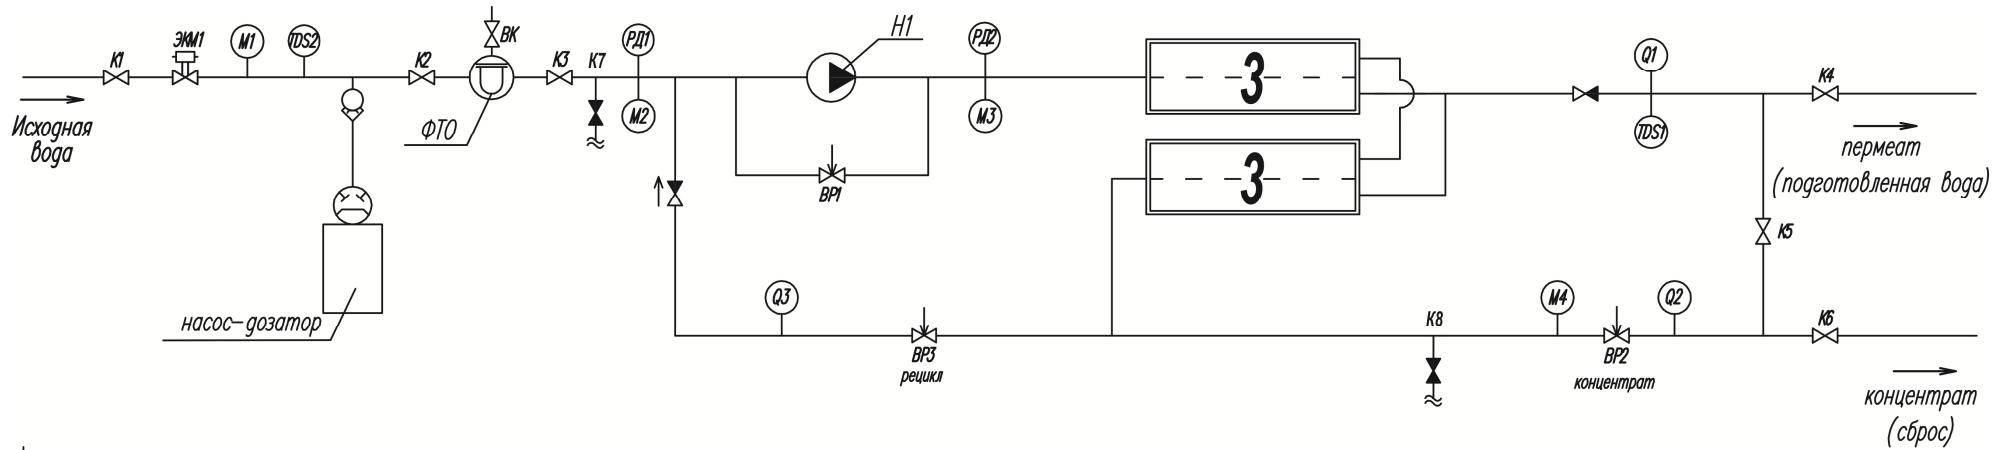 К1
ЭКМ1
М1
TDS2
К2
ВК
К3
К7
РД1
Н1
РД2
Q1
К4
М2
М3
TDS1
Исходная
вода
ФТО
3
3
пермеат
(подготовленная вода)
ВР1
К5
насос-дозатор
Q3
ВР3
рецикл
К8
М4
Q2
ВР2
концентрат
К6
концентрат
(сброс)